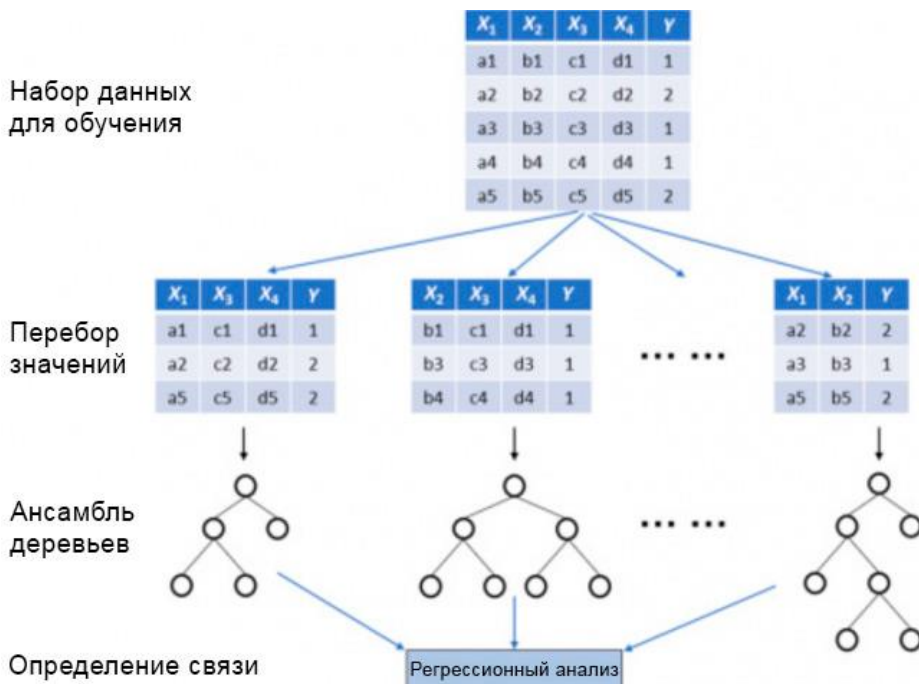 X₁ X₂ X₃ X₄ Y
a1 b1 c1 d1 1
a2 b2 c2 d2 2
a3 b3 c3 d3 1
a4 b4 c4 d4 1
a5 b5 c5 d5 2
Набор данных
для обучения
X₁ X₃ X₄ Y
a1 c1 d1 1
a2 c2 d2 2
a5 c5 d5 2
X₂ X₃ X₄ Y
b1 c1 d1 1
b3 c3 d3 1
b4 c4 d4 1
... ...
X₁ X₂ Y
a2 b2 2
a3 b3 1
a5 b5 2
Перебор
значений
Ансамбль
деревьев
... ...
Определение связи
Регрессионный анализ